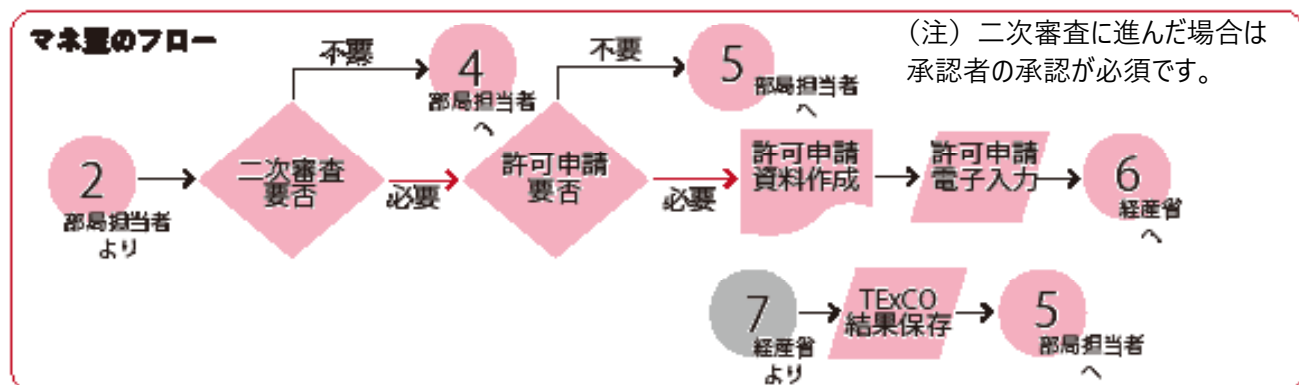 マネ室のフロー
(注)二次審査に進んだ場合は
承認者の承認が必須です。
不要
4
部局担当者
へ
不要
5
部局担当者
へ
2
部局担当者
より
二次審査
要否
必要
許可申請
要否
必要
許可申請
資料作成
許可申請
電子入力
6
経産省
へ
7
経産省
より
TExCO
結果保存
5
部局担当者
へ